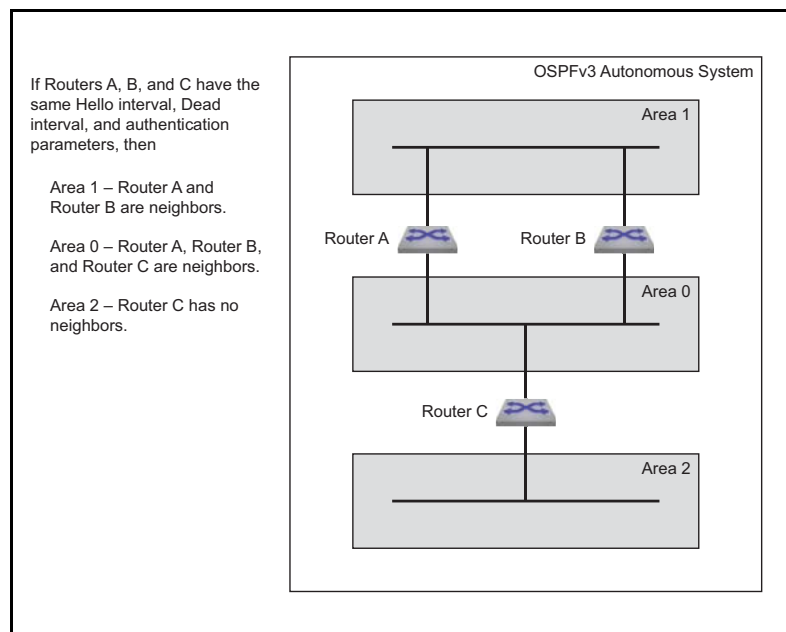 If Routers A, B, and C have the
same Hello interval, Dead
interval, and authentication
parameters, then
Area 1 – Router A and
Router B are neighbors.
Area 0 – Router A, Router B,
and Router C are neighbors.
Area 2 – Router C has no
neighbors.
OSPFv3 Autonomous System
Area 1
Router A
Router B
Area 0
Router C
Area 2